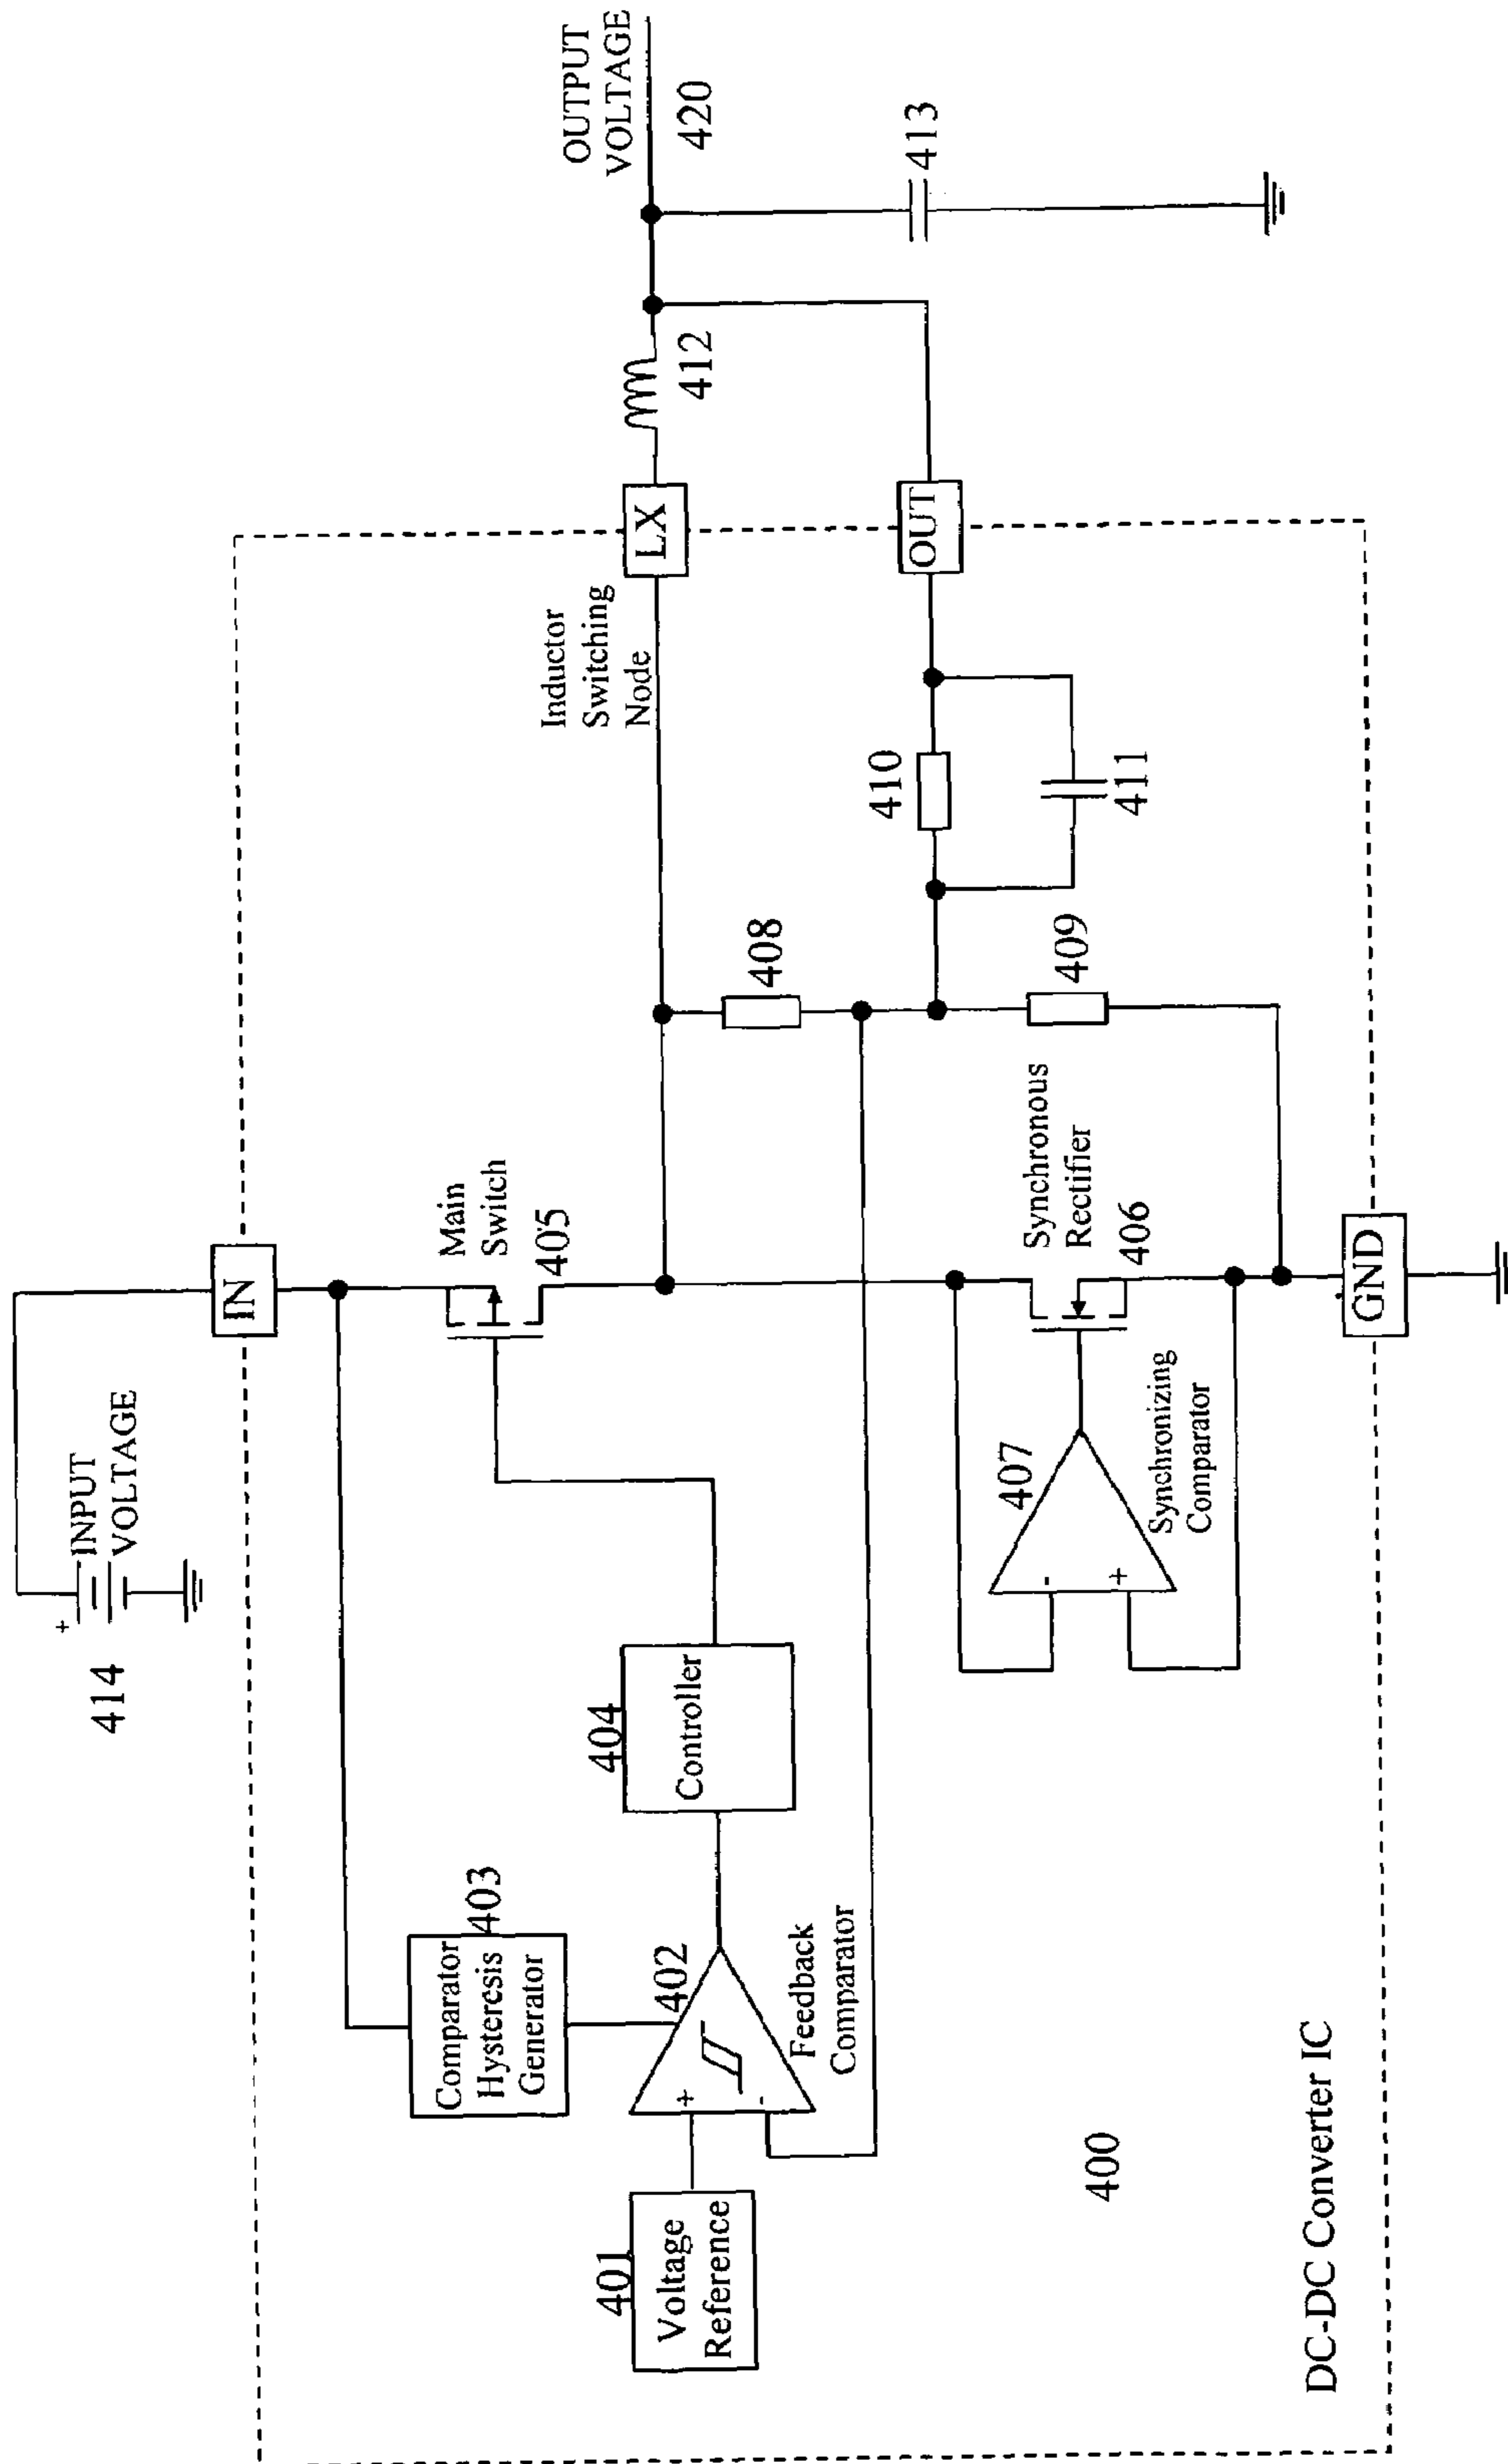 414
+
INPUT
VOLTAGE
IN
Comparator
Hysteresis
Generator
403
Main
Switch
405
401
Voltage
Reference
402
+
-
Feedback
Comparator
404
Controller
Inductor
Switching
Node
LX
412
OUTPUT
VOLTAGE
420
413
408
409
410
411
OUT
407
-
+
Synchronizing
Comparator
Synchronous
Rectifier
406
GND
400
DC-DC Converter IC